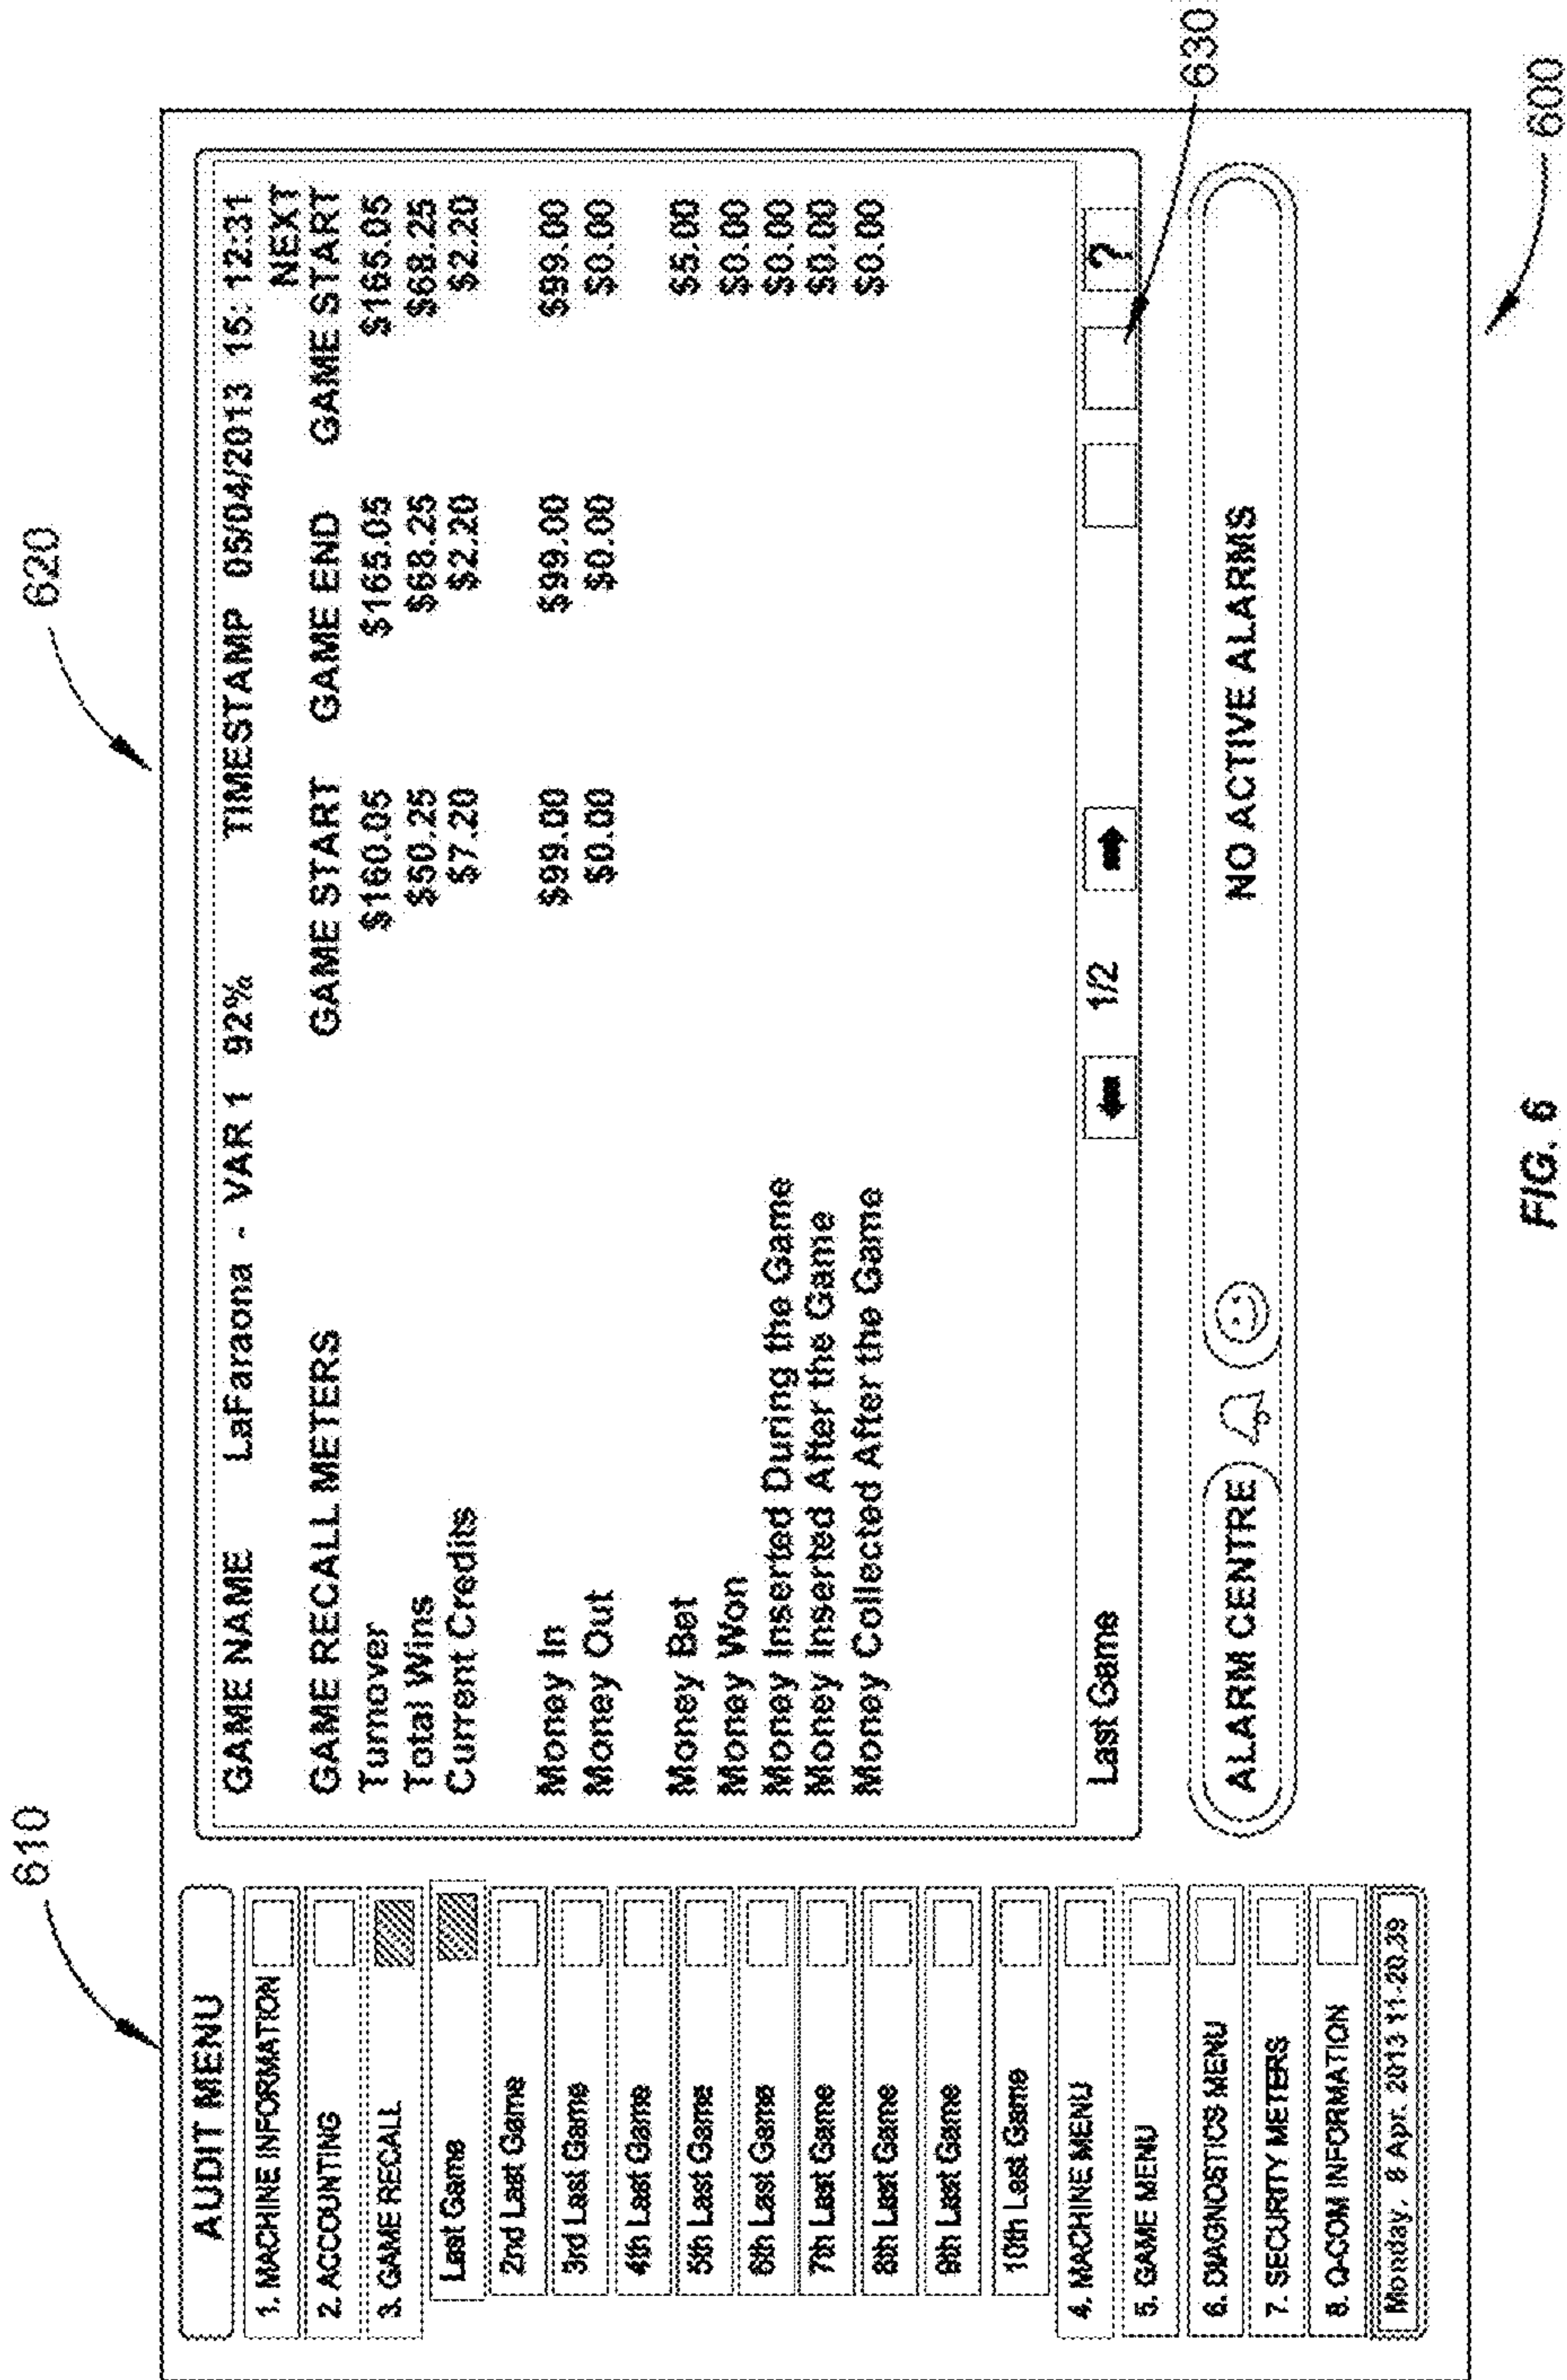 610
620
AUDIT MENU
1. MACHINE INFORMATION
2. ACCOUNTING
3. GAME RECALL
Last Game
2nd Last Game
3rd Last Game
4th Last Game
5th Last Game
6th Last Game
7th Last Game
8th Last Game
9th Last Game
10th Last Game
4. MACHINE MENU
5. GAME MENU
6. DIAGNOSTICS MENU
7. SECURITY METERS
8. Q-COM INFORMATION
Monday, 8 Apr. 2013 11-20.39
GAME NAME LaFaraona - VAR 1 92% TIMESTAMP 05/04/2013 15:12:31
NEXT
GAME RECALL METERS GAME START GAME END GAME START
Turnover $160.05 $165.05 $165.05
Total Wins $50.25 $68.25 $68.25
Current Credits $7.20 $2.20 $2.20
Money In $99.00 $99.00 $99.00
Money Out $0.00 $0.00 $0.00
Money Bet $5.00
Money Won $0.00
Money Inserted During the Game $0.00
Money Inserted After the Game $0.00
Money Collected After the Game $0.00
Last Game 1/2 ?
630
ALARM CENTRE NO ACTIVE ALARMS
600
FIG. 6